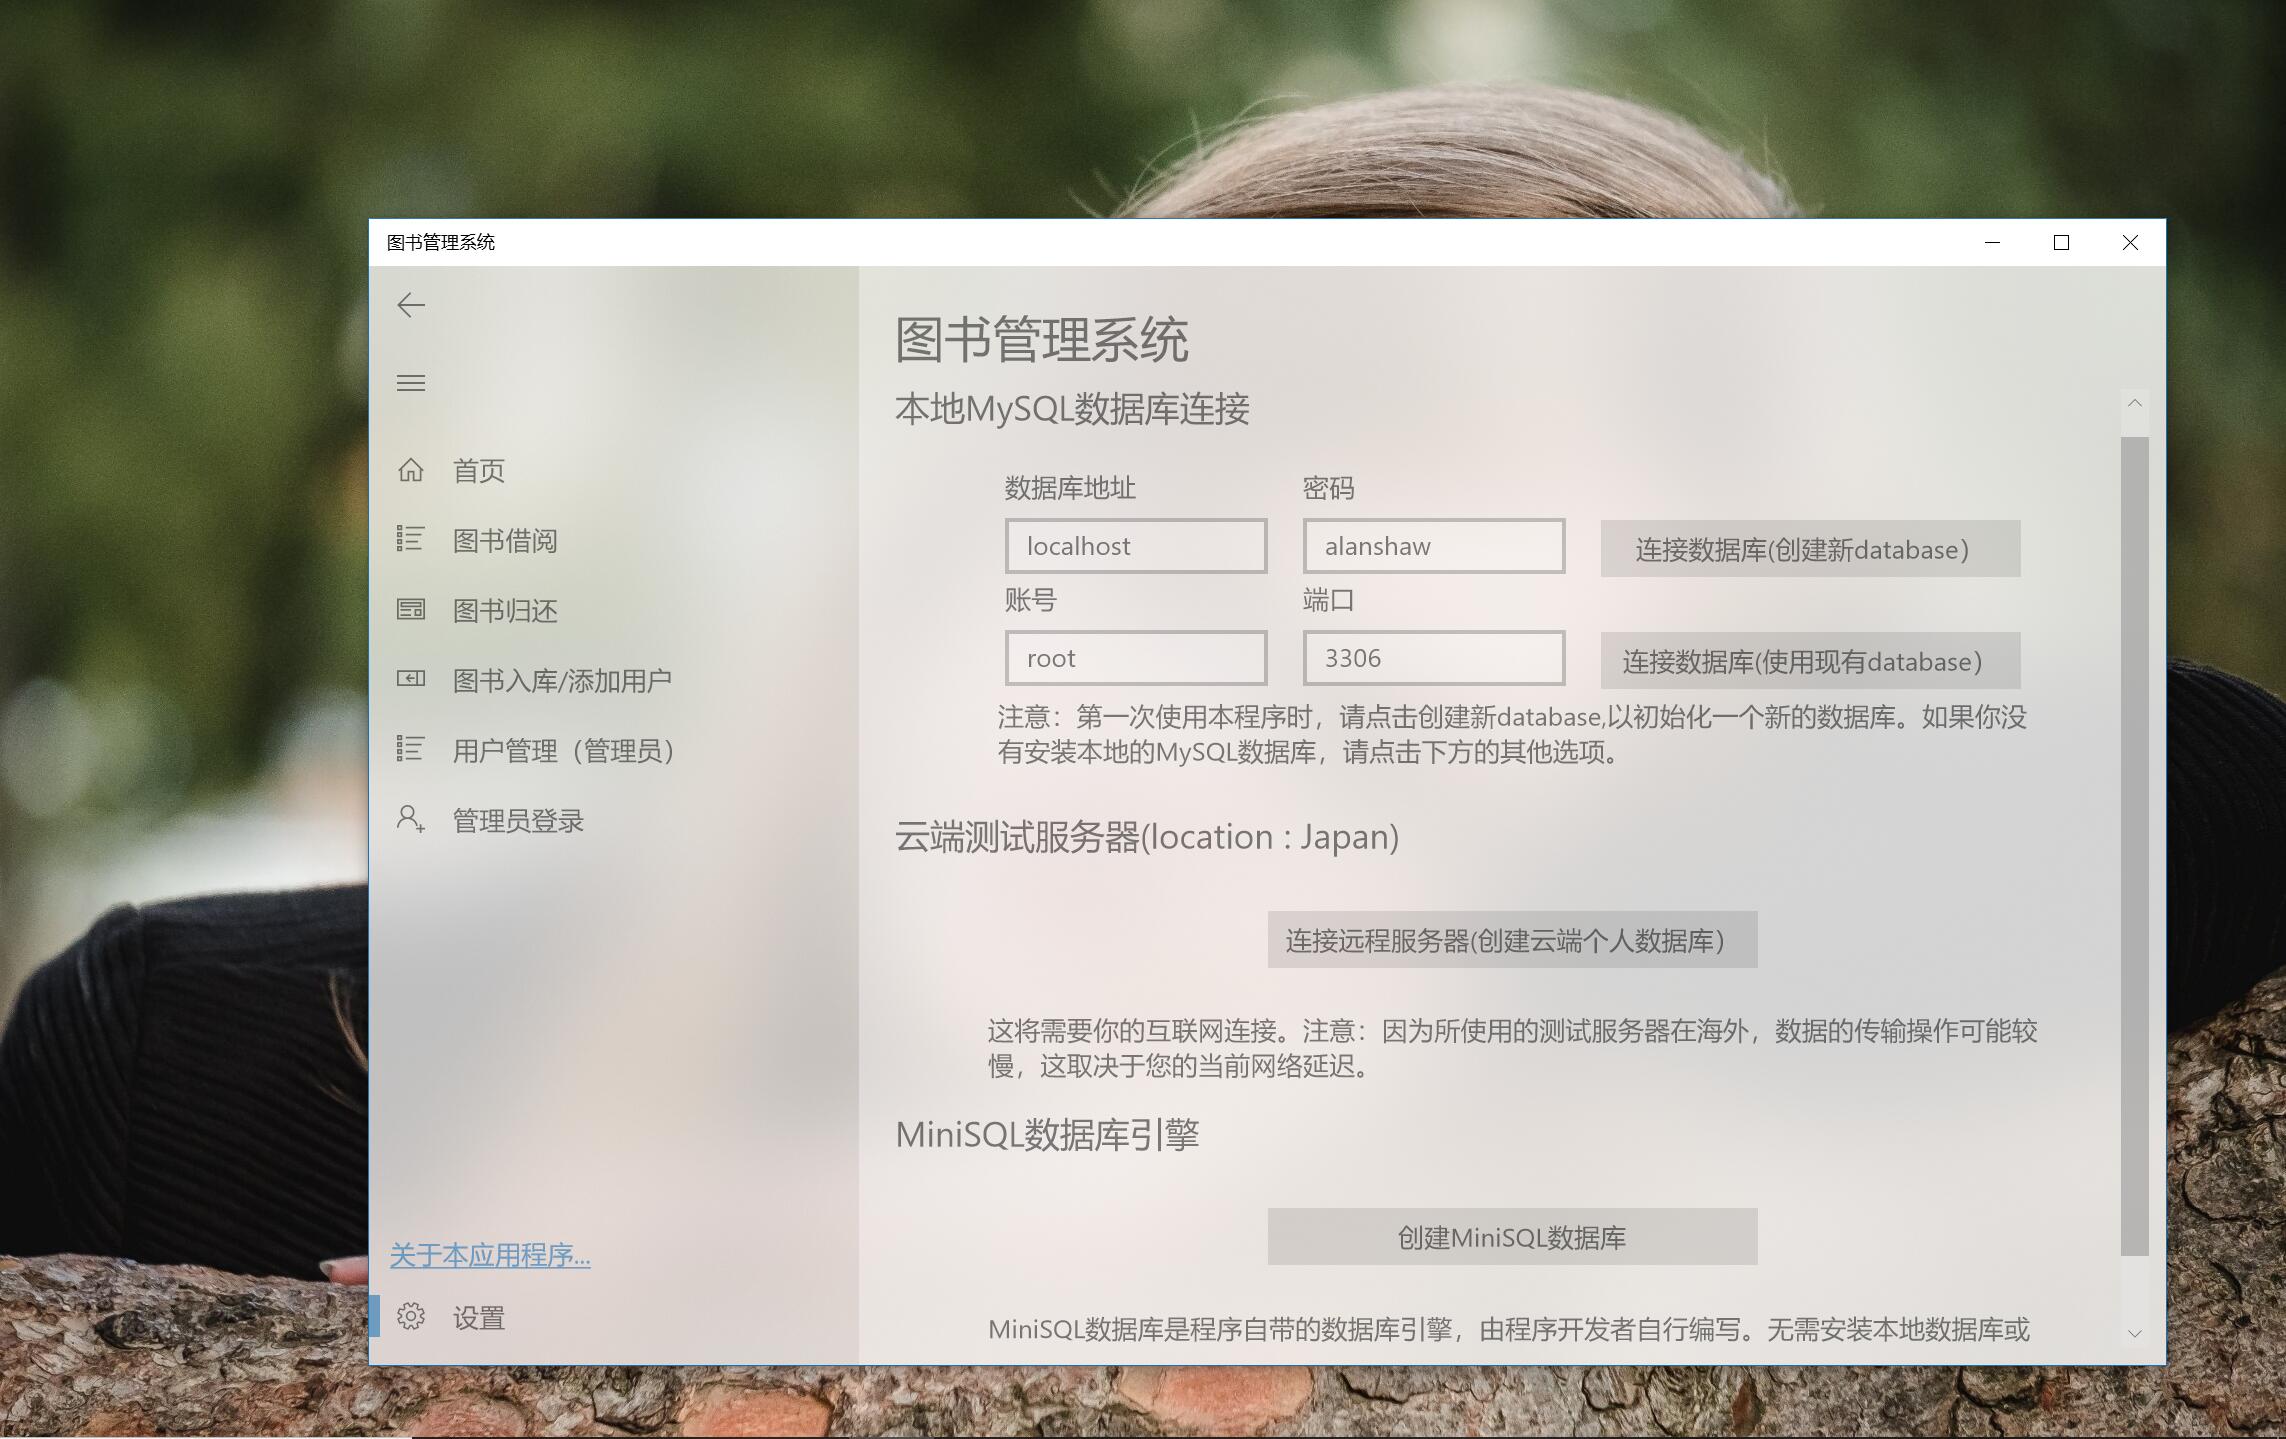 图书管理系统
首页
图书借阅
图书归还
图书入库/添加用户
用户管理（管理员）
管理员登录
关于本应用程序...
设置
图书管理系统
本地MySQL数据库连接
数据库地址
密码
localhost
alanshaw
连接数据库(创建新database）
账号
端口
root
3306
连接数据库(使用现有database）
注意：第一次使用本程序时，请点击创建新database,以初始化一个新的数据库。如果你没
有安装本地的MySQL数据库，请点击下方的其他选项。
云端测试服务器(location : Japan)
连接远程服务器(创建云端个人数据库）
这将需要你的互联网连接。注意：因为所使用的测试服务器在海外，数据的传输操作可能较
慢，这取决于您的当前网络延迟。
MiniSQL数据库引擎
创建MiniSQL数据库
MiniSQL数据库是程序自带的数据库引擎，由程序开发者自行编写。无需安装本地数据库或